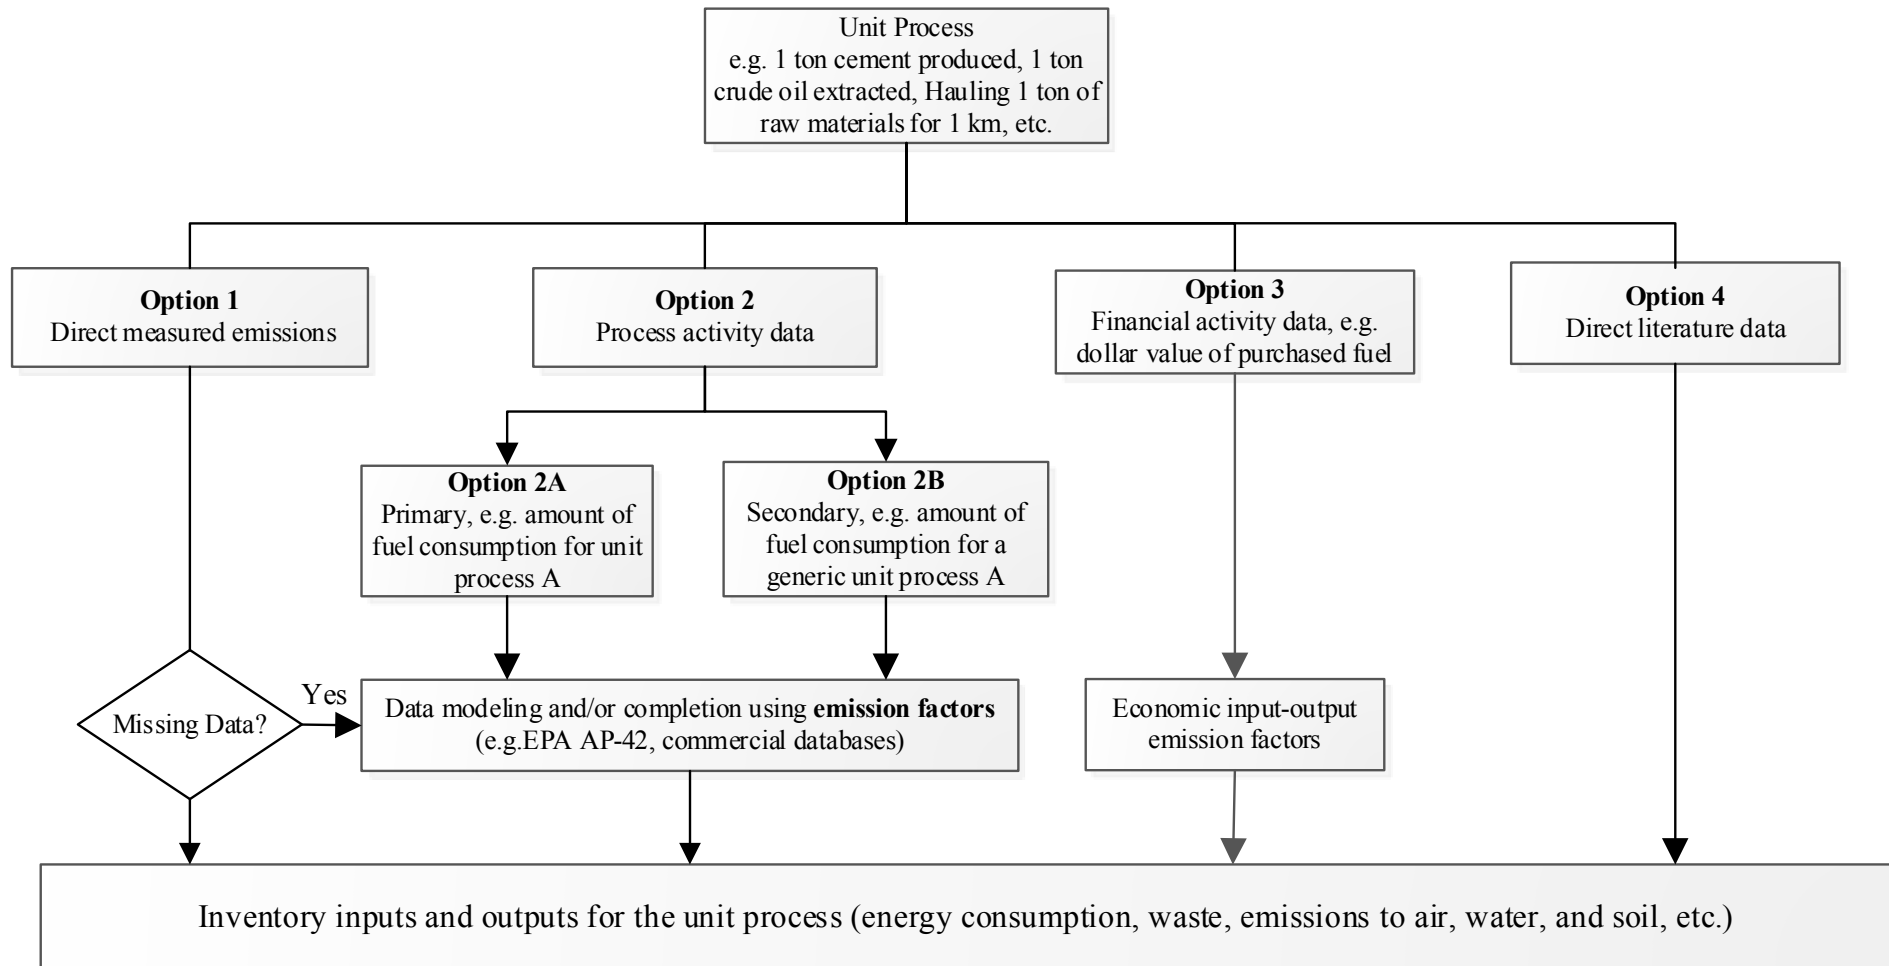 Unit Process
e.g. 1 ton cement produced, 1 ton
crude oil extracted, Hauling 1 ton of
raw materials for 1 km, etc.
Option 1
Direct measured emissions
Option 2
Process activity data
Option 3
Financial activity data, e.g.
dollar value of purchased fuel
Option 4
Direct literature data
Option 2A
Primary, e.g. amount of
fuel consumption for unit
process A
Option 2B
Secondary, e.g. amount of
fuel consumption for a
generic unit process A
Missing Data?
Yes
Data modeling and/or completion using emission factors
(e.g.EPA AP-42, commercial databases)
Economic input-output
emission factors
Inventory inputs and outputs for the unit process (energy consumption, waste, emissions to air, water, and soil, etc.)